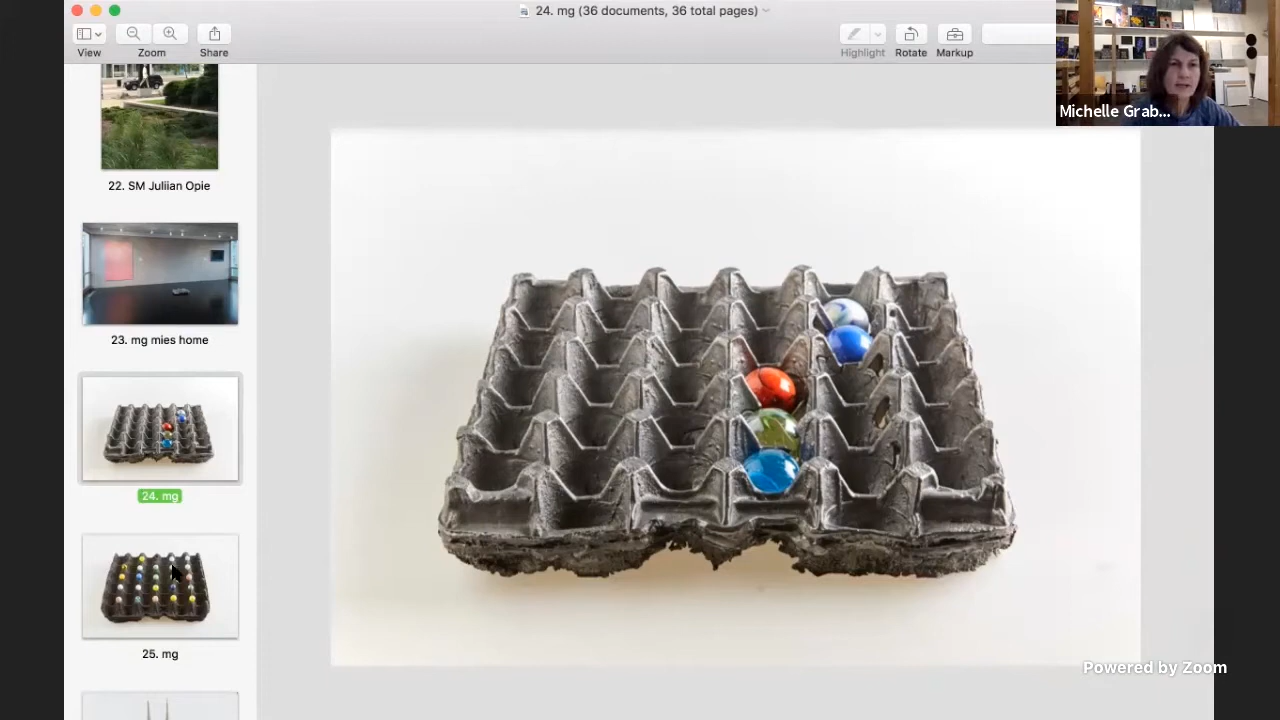 24. mg (36 documents, 36 total pages)
View
Zoom
Share
Highlight
Rotate
Markup
Michelle Grab...
22. SM Juliian Opie
23. mg mies home
24. mg
25. mg
Powered by Zoom